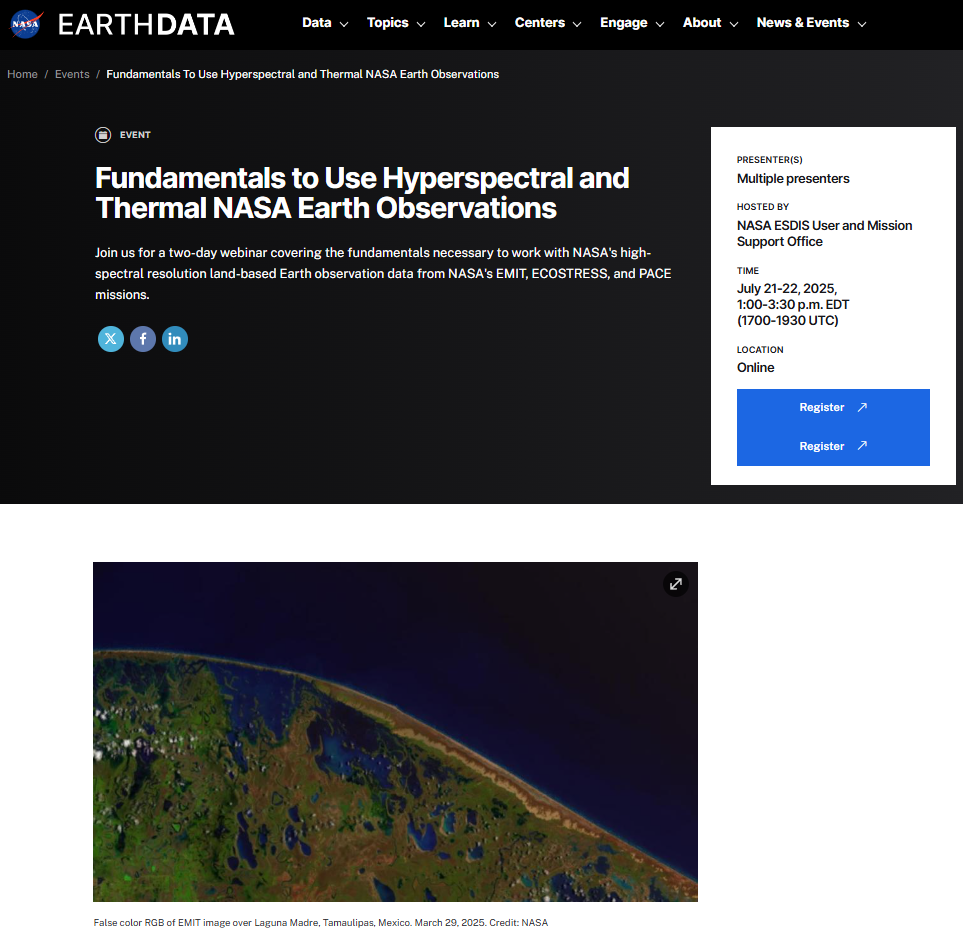 NASA EARTHDATA Data Topics Learn Centers Engage About News & Events
Home / Events / Fundamentals To Use Hyperspectral and Thermal NASA Earth Observations
EVENT
Fundamentals to Use Hyperspectral and
Thermal NASA Earth Observations
Join us for a two-day webinar covering the fundamentals necessary to work with NASA's high-
spectral resolution land-based Earth observation data from NASA's EMIT, ECOSTRESS, and PACE
missions.
X f in
PRESENTER(S)
Multiple presenters
HOSTED BY
NASA ESDIS User and Mission
Support Office
TIME
July 21-22, 2025,
1:00-3:30 p.m. EDT
(1700-1930 UTC)
LOCATION
Online
Register
Register
False color RGB of EMIT image over Laguna Madre, Tamaulipas, Mexico. March 29, 2025. Credit: NASA